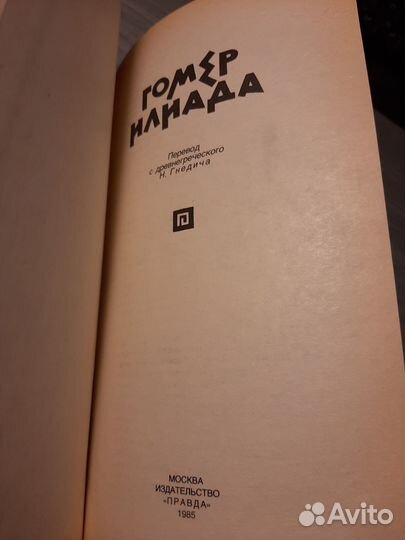 ГОМЕР
ИЛИАДА
Перевод
с древнегреческого
Н. Гнедича
МОСКВА
ИЗДАТЕЛЬСТВО
«ПРАВДА»
1985
Avito